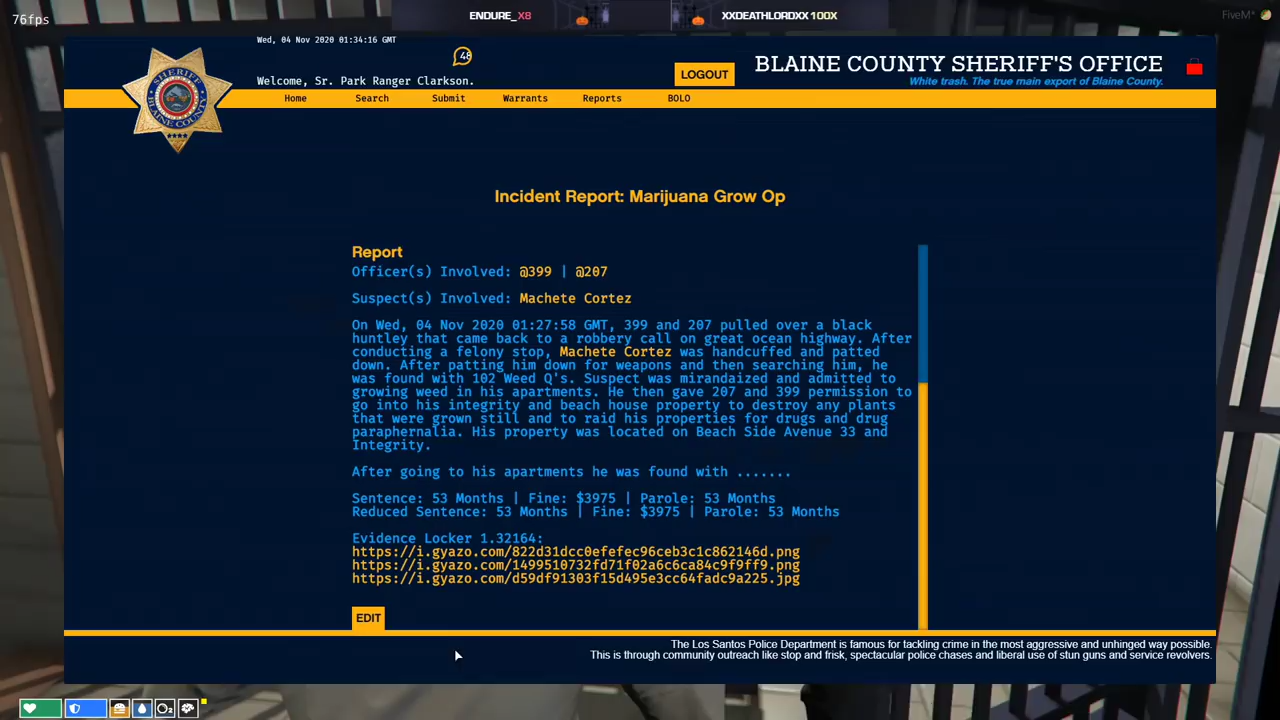 76fps
ENDURE_X8
XXDEATHLORDXX 100X
FiveM*
Wed, 04 Nov 2020 01:34:16 GMT
48
Welcome, Sr. Park Ranger Clarkson.
LOGOUT
BLAINE COUNTY SHERIFF'S OFFICE
White trash. The true main export of Blaine County.
SHERIFF
BLAINE COUNTY
Home Search Submit Warrants Reports BOLO
Incident Report: Marijuana Grow Op
Report
Officer(s) Involved: @399 | @207
Suspect(s) Involved: Machete Cortez
On Wed, 04 Nov 2020 01:27:58 GMT, 399 and 207 pulled over a black
huntley that came back to a robbery call on great ocean highway. After
conducting a felony stop, Machete Cortez was handcuffed and patted
down. After patting him down for weapons and then searching him, he
was found with 102 Weed Q's. Suspect was mirandaized and admitted to
growing weed in his apartments. He then gave 207 and 399 permission to
go into his integrity and beach house property to destroy any plants
that were grown still and to raid his properties for drugs and drug
paraphernalia. His property was located on Beach Side Avenue 33 and
Integrity.
After going to his apartments he was found with .......
Sentence: 53 Months | Fine: $3975 | Parole: 53 Months
Reduced Sentence: 53 Months | Fine: $3975 | Parole: 53 Months
Evidence Locker 1.32164:
https://i.gyazo.com/822d31dcc0efefec96ceb3c1c862146d.png
https://i.gyazo.com/1499510732fd71f02a6c6ca84c9f9ff9.png
https://i.gyazo.com/d59df91303f15d495e3cc64fadc9a225.jpg
EDIT
The Los Santos Police Department is famous for tackling crime in the most aggressive and unhinged way possible.
This is through community outreach like stop and frisk, spectacular police chases and liberal use of stun guns and service revolvers.
O2